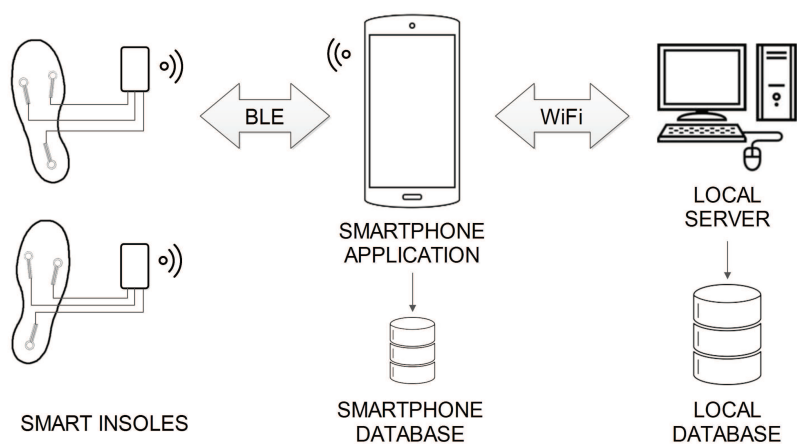 BLE
WiFi
SMARTPHONE
APPLICATION
LOCAL
SERVER
SMART INSOLES
SMARTPHONE
DATABASE
LOCAL
DATABASE